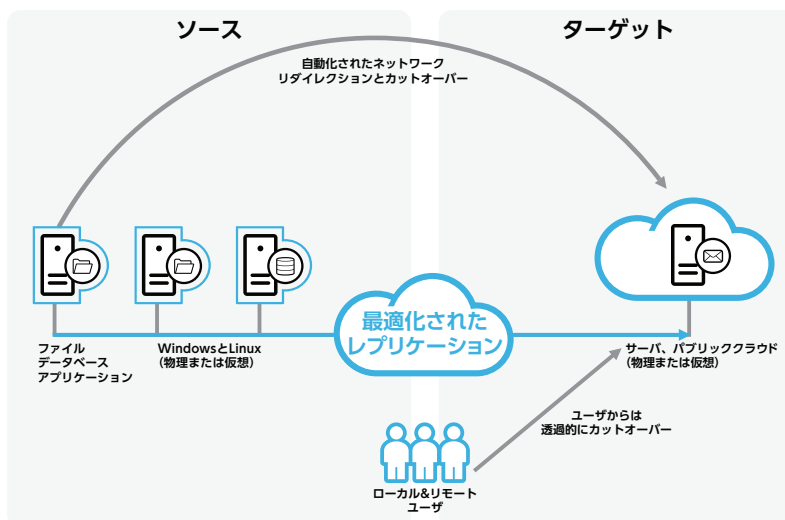 ソース
ターゲット
自動化されたネットワーク
リダイレクションとカットオーバー
最適化された
レプリケーション
ファイル
データベース
アプリケーション
WindowsとLinux
(物理または仮想)
サーバ、パブリッククラウド
(物理または仮想)
ユーザからは
透過的にカットオーバー
ローカル&リモート
ユーザ